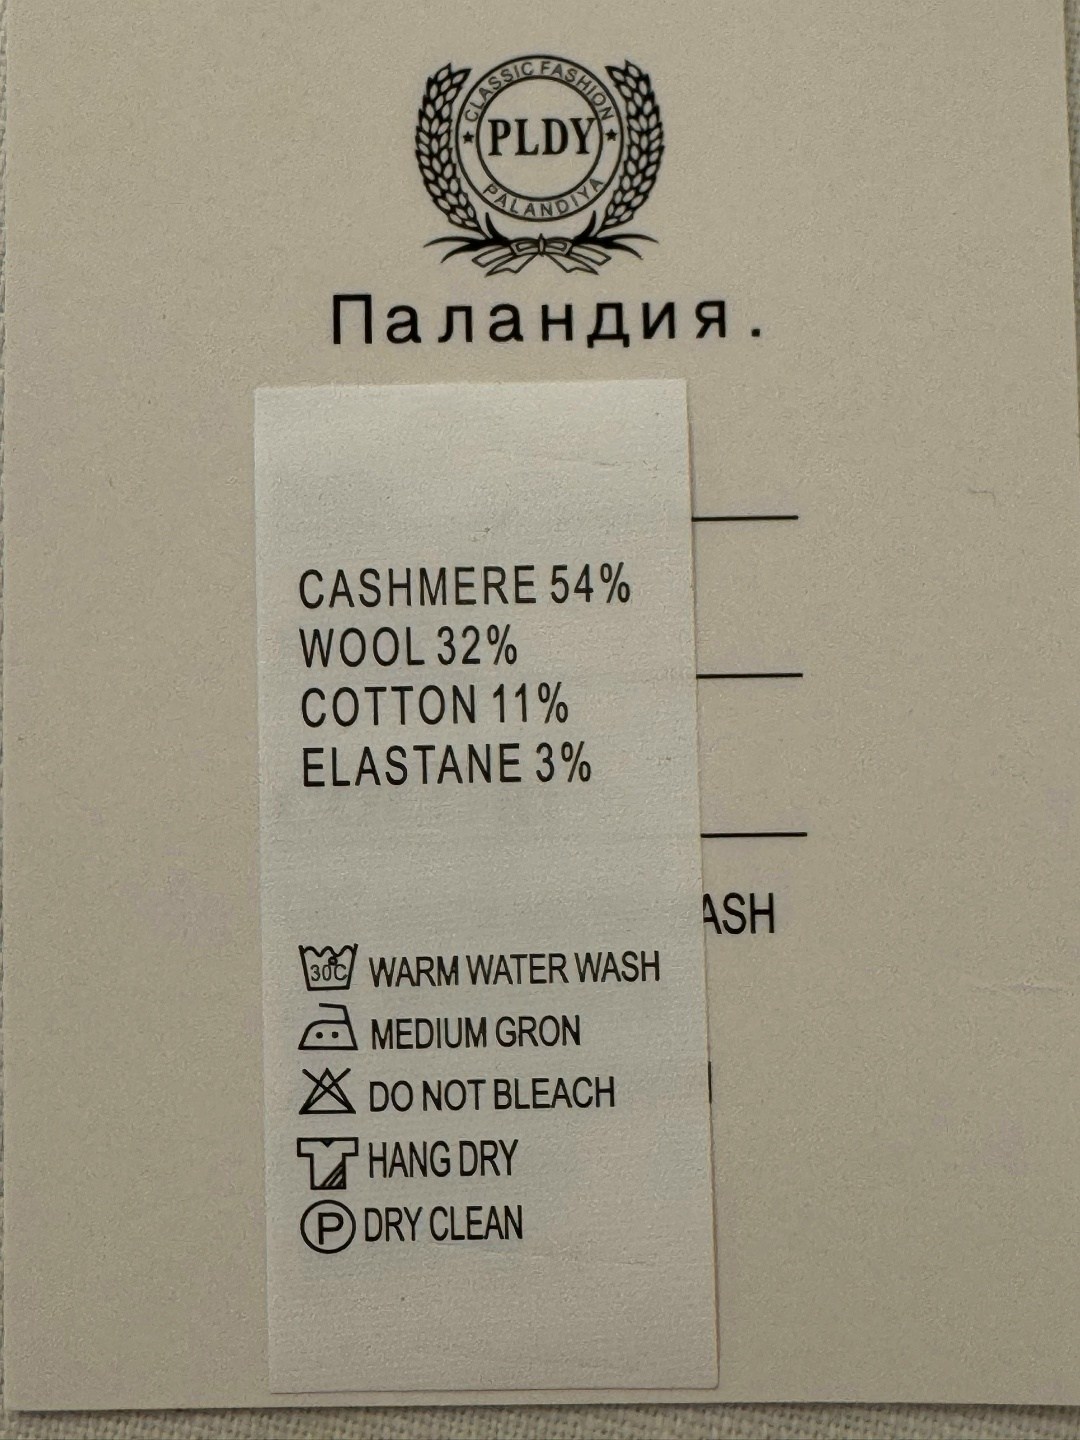 CLASSIC FASHION
PLDY
PALANDIYA
Паландия.
CASHMERE 54%
WOOL 32%
COTTON 11%
ELASTANE 3%
ASH
30°C WARM WATER WASH
MEDIUM GRON
DO NOT BLEACH
HANG DRY
P DRY CLEAN